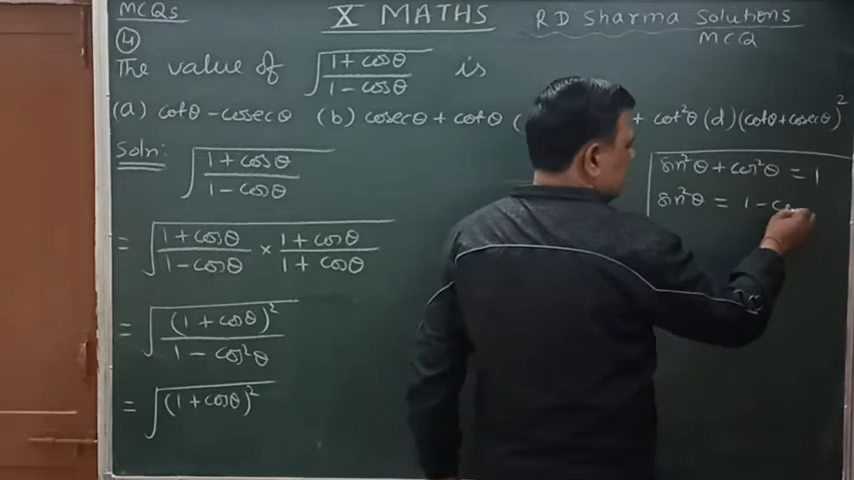 MCQs
X MATHS
RD Sharma Solutions
MCQ
④
The value of √(1 + cosθ / 1 - cosθ) is
(a) cotθ - cosecθ (b) cosecθ + cotθ ( + cot²θ (d) (cotθ + cosecθ)²
Soln: √(1 + cosθ / 1 - cosθ)
sin²θ + cos²θ = 1
sin²θ = 1 -
= √(1 + cosθ / 1 - cosθ × 1 + cosθ / 1 + cosθ)
= √((1 + cosθ)² / 1 - cos²θ)
= √((1 + cosθ)²